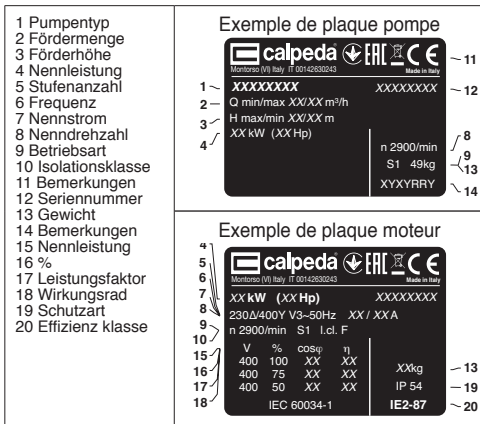 1 Pumpentyp
2 Fördermenge
3 Förderhöhe
4 Nennleistung
5 Stufenanzahl
6 Frequenz
7 Nennstrom
8 Nenndrehzahl
9 Betriebsart
10 Isolationsklasse
11 Bemerkungen
12 Seriennummer
13 Gewicht
14 Bemerkungen
15 Nennleistung
16 %
17 Leistungsfaktor
18 Wirkungsrad
19 Schutzart
20 Effizienz klasse
Exemple de plaque pompe
calpeda EAC CE 11
Montorso (VI) Italy IT 00142630243 Made in Italy
1 XXXXXXXX XXXXXXXX 12
2 Q min/max XX/XX m³/h
3 H max/min XX/XX m
4 XX kW (XX Hp)
n 2900/min 8
S1 49kg 9
13
XYXYRRY 14
Exemple de plaque moteur
calpeda EAC CE
Montorso (VI) Italy IT 00142630243 Made in Italy
4
5
6
7
8
9
10
15
16
17
18
XX kW (XX Hp) XXXXXXXX
230Δ/400Y V3~50Hz XX / XX A
n 2900/min S1 I.cl. F
V % cosφ η
400 100 XX XX
400 75 XX XX
400 50 XX XX
IEC 60034-1
XXkg 13
IP 54 19
IE2-87 20